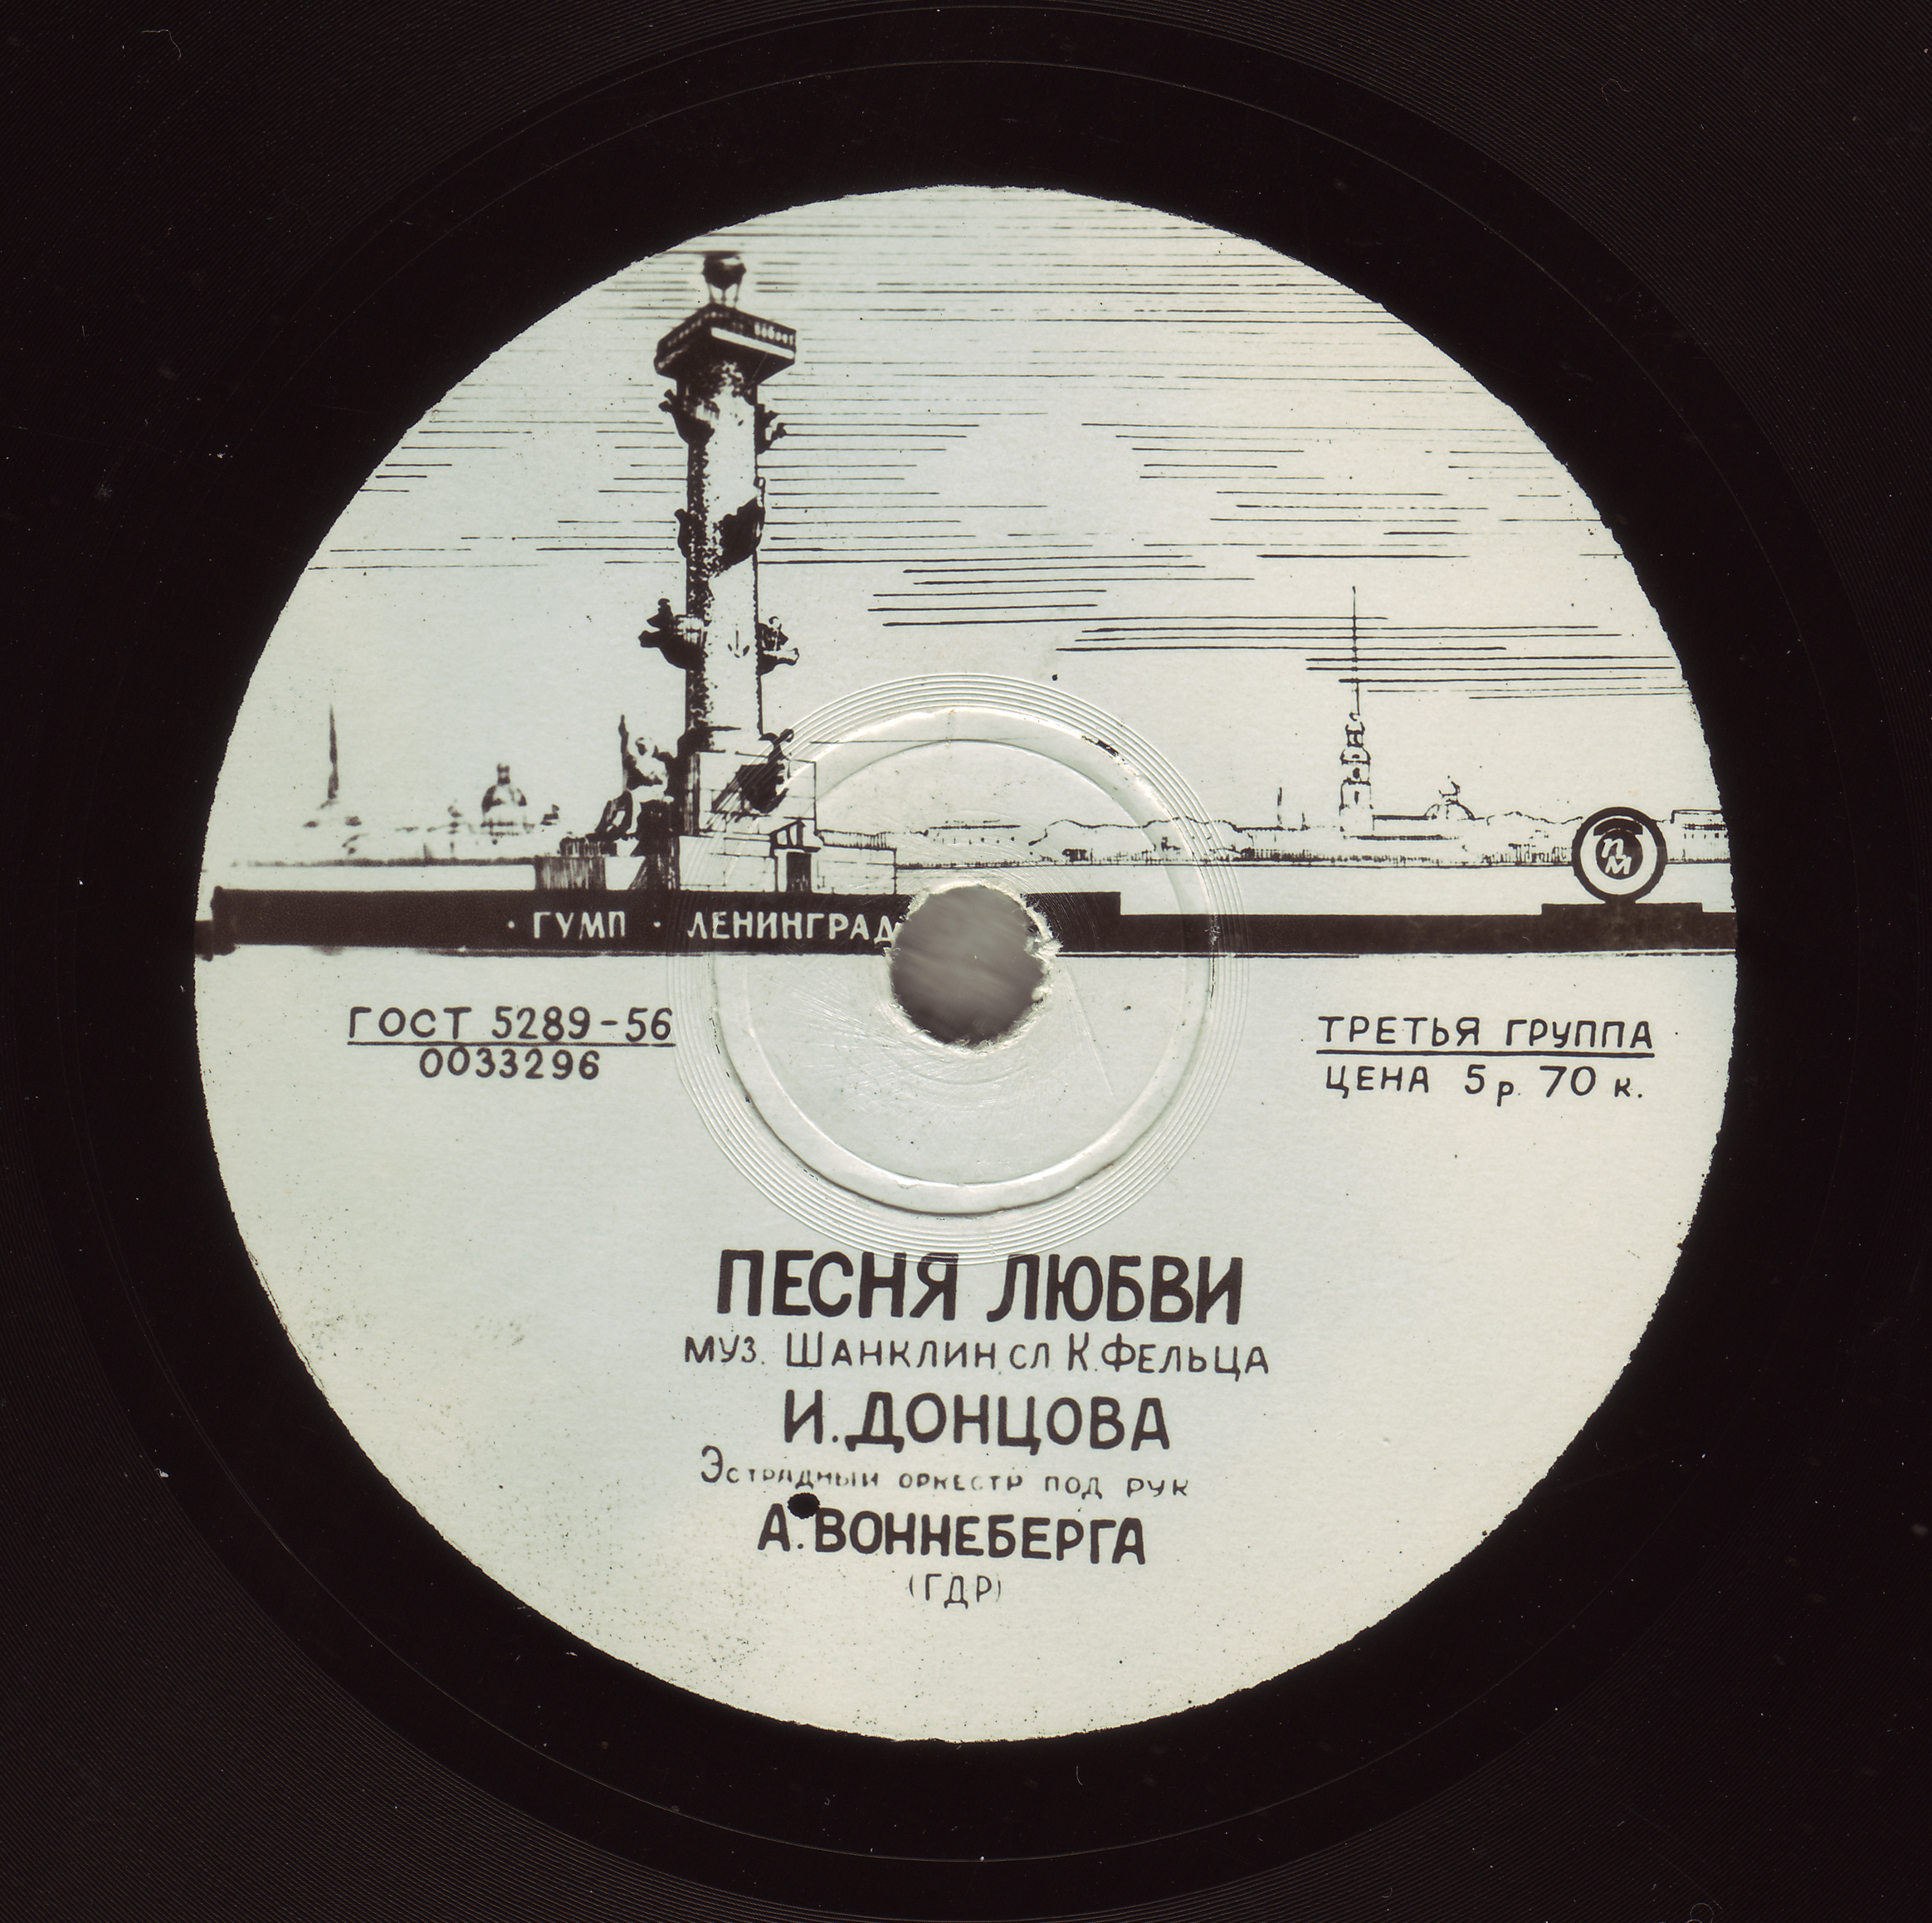 · ГУМП · ЛЕНИНГРАД
ПМ
ГОСТ 5289-56
0033296
ТРЕТЬЯ ГРУППА
ЦЕНА 5 р. 70 к.
ПЕСНЯ ЛЮБВИ
муз. Шанклин, сл К. Фельца
И. ДОНЦОВА
Эстрадный оркестр под рук
А. ВОННЕБЕРГА
(ГДР)